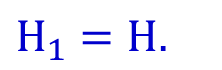 H₁ = H.